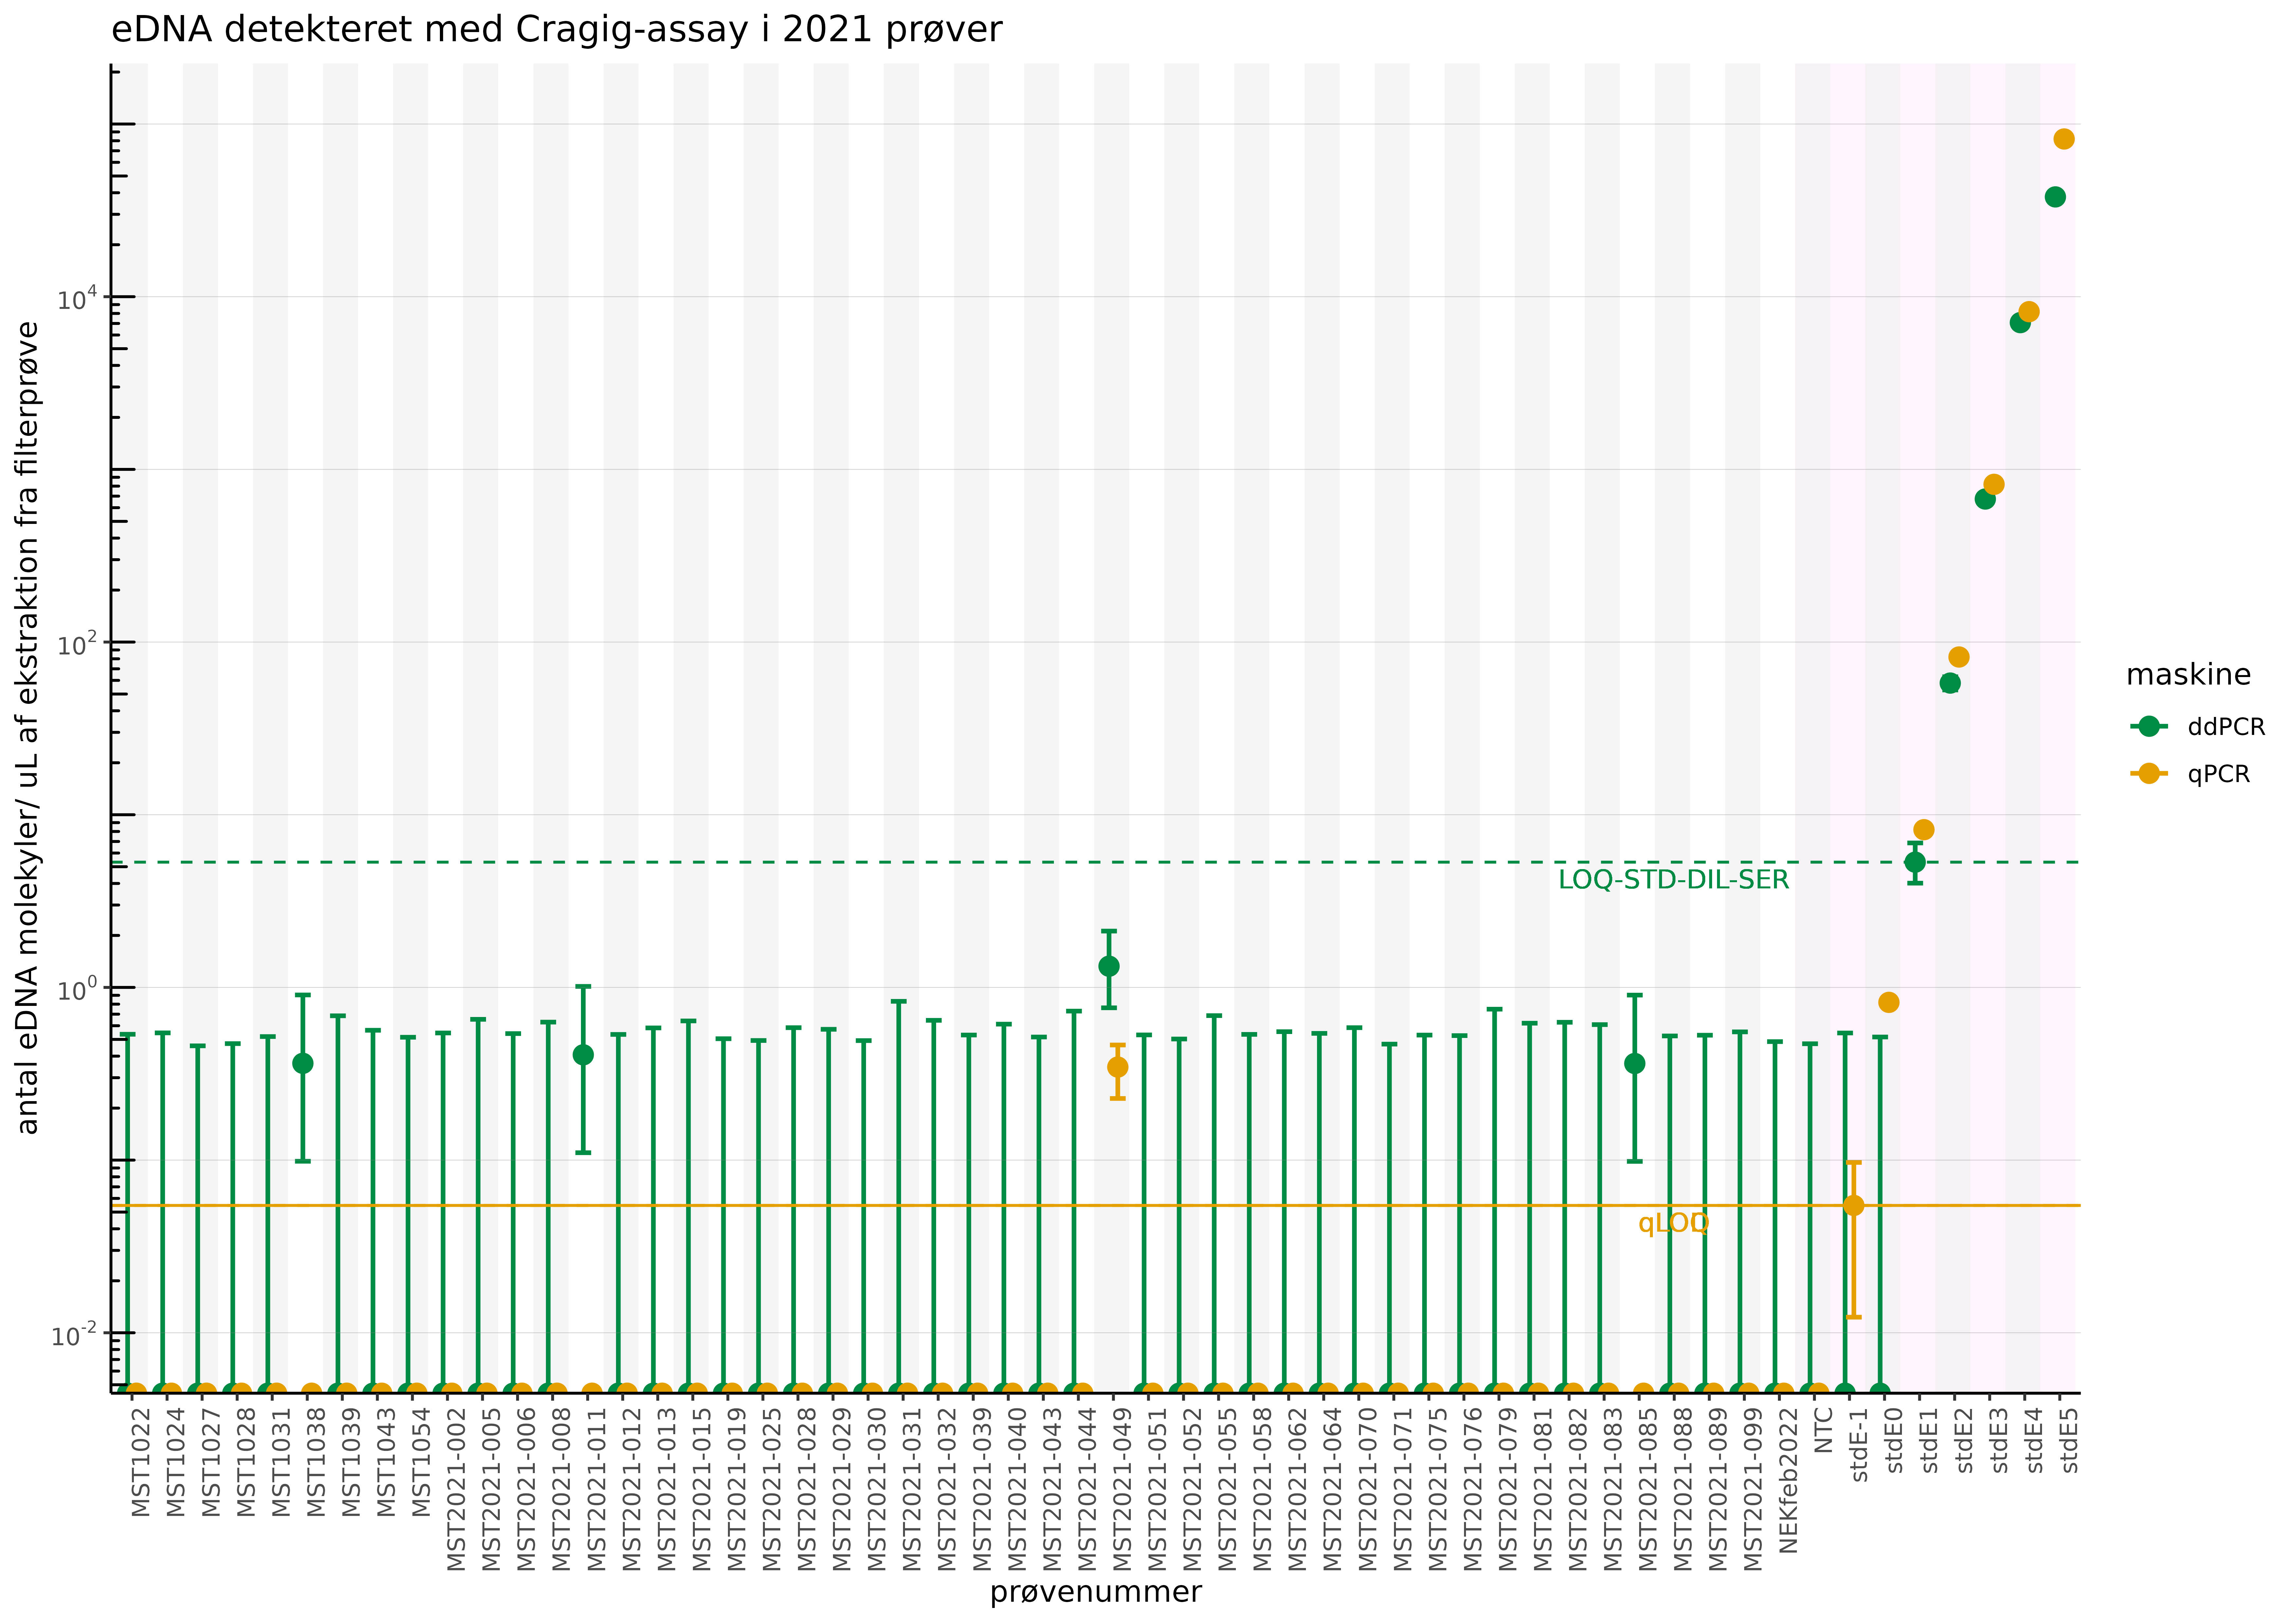 eDNA detekteret med Cragig-assay i 2021 prøver
antal eDNA molekyler/ uL af ekstraktion fra filterprøve
10^4
10^2
10^0
10^-2
LOQ-STD-DIL-SER
qLOD
maskine
ddPCR
qPCR
MST1022
MST1024
MST1027
MST1028
MST1031
MST1038
MST1039
MST1043
MST1054
MST2021-002
MST2021-005
MST2021-006
MST2021-008
MST2021-011
MST2021-012
MST2021-013
MST2021-015
MST2021-019
MST2021-025
MST2021-028
MST2021-029
MST2021-030
MST2021-031
MST2021-032
MST2021-039
MST2021-040
MST2021-043
MST2021-044
MST2021-049
MST2021-051
MST2021-052
MST2021-055
MST2021-058
MST2021-062
MST2021-064
MST2021-070
MST2021-071
MST2021-075
MST2021-076
MST2021-079
MST2021-081
MST2021-082
MST2021-083
MST2021-085
MST2021-088
MST2021-089
MST2021-099
NEKfeb2022
NTC
stdE-1
stdE0
stdE1
stdE2
stdE3
stdE4
stdE5
prøvenummer